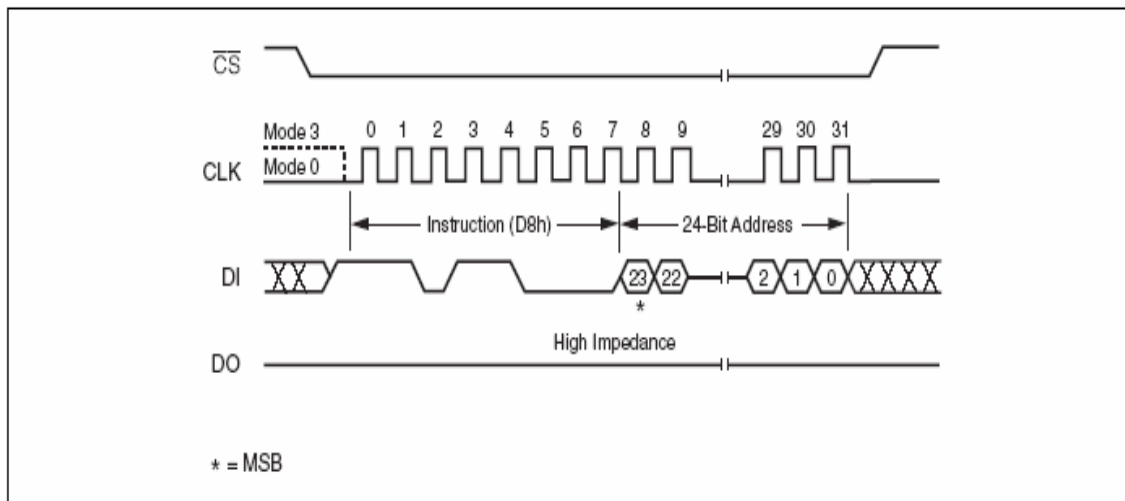 CS
Mode 3 0 1 2 3 4 5 6 7 8 9 29 30 31
CLK Mode 0
Instruction (D8h) 24-Bit Address
DI 23 22 2 1 0
*
High Impedance
DO
* = MSB